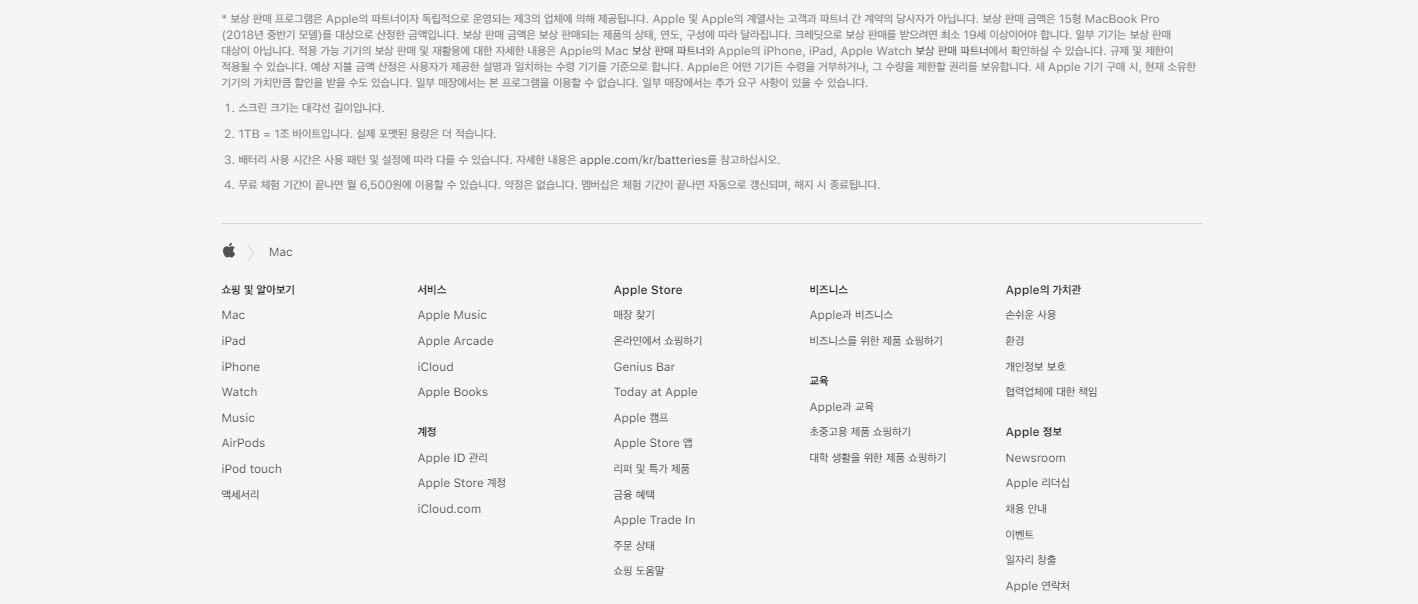 * 보상 판매 프로그램은 Apple의 파트너이자 독립적으로 운영되는 제3의 업체에 의해 제공됩니다. Apple 및 Apple의 계열사는 고객과 파트너 간 계약의 당사자가 아닙니다. 보상 판매 금액은 15형 MacBook Pro
(2018년 중반기 모델)를 대상으로 산정한 금액입니다. 보상 판매 금액은 보상 판매되는 제품의 상태, 연도, 구성에 따라 달라집니다. 크레딧으로 보상 판매를 받으려면 최소 19세 이상이어야 합니다. 일부 기기는 보상 판매
대상이 아닙니다. 적용 가능 기기의 보상 판매 및 재활용에 대한 자세한 내용은 Apple의 Mac 보상 판매 파트너와 Apple의 iPhone, iPad, Apple Watch 보상 판매 파트너에서 확인하실 수 있습니다. 규제 및 제한이
적용될 수 있습니다. 예상 지불 금액 산정은 사용자가 제공한 설명과 일치하는 수령 기기를 기준으로 합니다. Apple은 어떤 기기든 수령을 거부하거나, 그 수량을 제한할 권리를 보유합니다. 새 Apple 기기 구매 시, 현재 소유한
기기의 가치만큼 할인을 받을 수도 있습니다. 일부 매장에서는 본 프로그램을 이용할 수 없습니다. 일부 매장에서는 추가 요구 사항이 있을 수 있습니다.
1. 스크린 크기는 대각선 길이입니다.
2. 1TB = 1조 바이트입니다. 실제 포맷된 용량은 더 적습니다.
3. 배터리 사용 시간은 사용 패턴 및 설정에 따라 다를 수 있습니다. 자세한 내용은 apple.com/kr/batteries를 참고하십시오.
4. 무료 체험 기간이 끝나면 월 6,500원에 이용할 수 있습니다. 약정은 없습니다. 멤버십은 체험 기간이 끝나면 자동으로 갱신되며, 해지 시 종료됩니다.
Mac
쇼핑 및 알아보기
Mac
iPad
iPhone
Watch
Music
AirPods
iPod touch
액세서리
서비스
Apple Music
Apple Arcade
iCloud
Apple Books
계정
Apple ID 관리
Apple Store 계정
iCloud.com
Apple Store
매장 찾기
온라인에서 쇼핑하기
Genius Bar
Today at Apple
Apple 캠프
Apple Store 앱
리퍼 및 특가 제품
금융 혜택
Apple Trade In
주문 상태
쇼핑 도움말
비즈니스
Apple과 비즈니스
비즈니스를 위한 제품 쇼핑하기
교육
Apple과 교육
초중고용 제품 쇼핑하기
대학 생활을 위한 제품 쇼핑하기
Apple의 가치관
손쉬운 사용
환경
개인정보 보호
협력업체에 대한 책임
Apple 정보
Newsroom
Apple 리더십
채용 안내
이벤트
일자리 창출
Apple 연락처